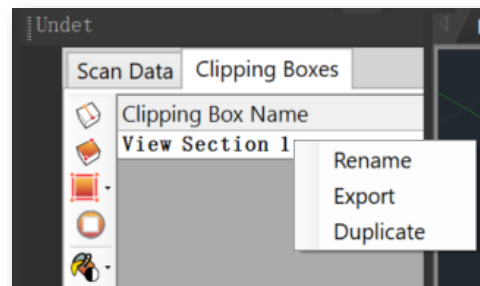 Undet
Scan Data Clipping Boxes
Clipping Box Name
View Section 1
Rename
Export
Duplicate